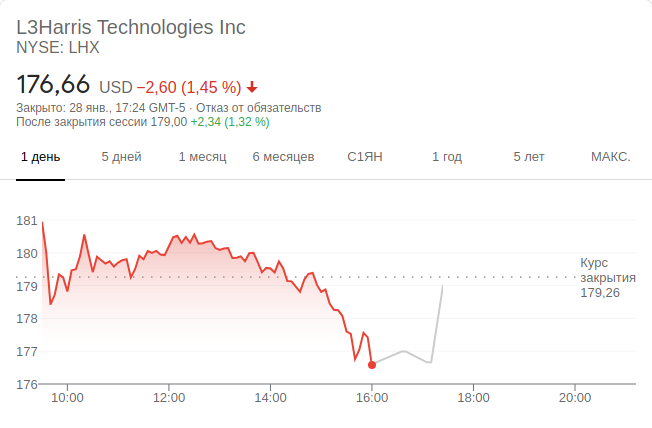 L3Harris Technologies Inc
NYSE: LHX
176,66 USD −2,60 (1,45 %)
Закрыто: 28 янв., 17:24 GMT-5 · Отказ от обязательств
После закрытия сессии 179,00 +2,34 (1,32 %)
1 день 5 дней 1 месяц 6 месяцев С1ЯН 1 год 5 лет МАКС.
181
180
Курс
закрытия
179,26
179
178
177
176
10:00 12:00 14:00 16:00 18:00 20:00